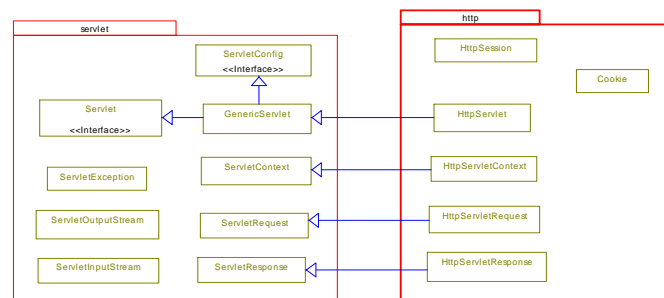 servlet
ServletConfig
<<Interface>>
Servlet
<<Interface>>
GenericServlet
ServletException
ServletContext
ServletOutputStream
ServletRequest
ServletInputStream
ServletResponse
http
HttpSession
Cookie
HttpServlet
HttpServletContext
HttpServletRequest
HttpServletResponse